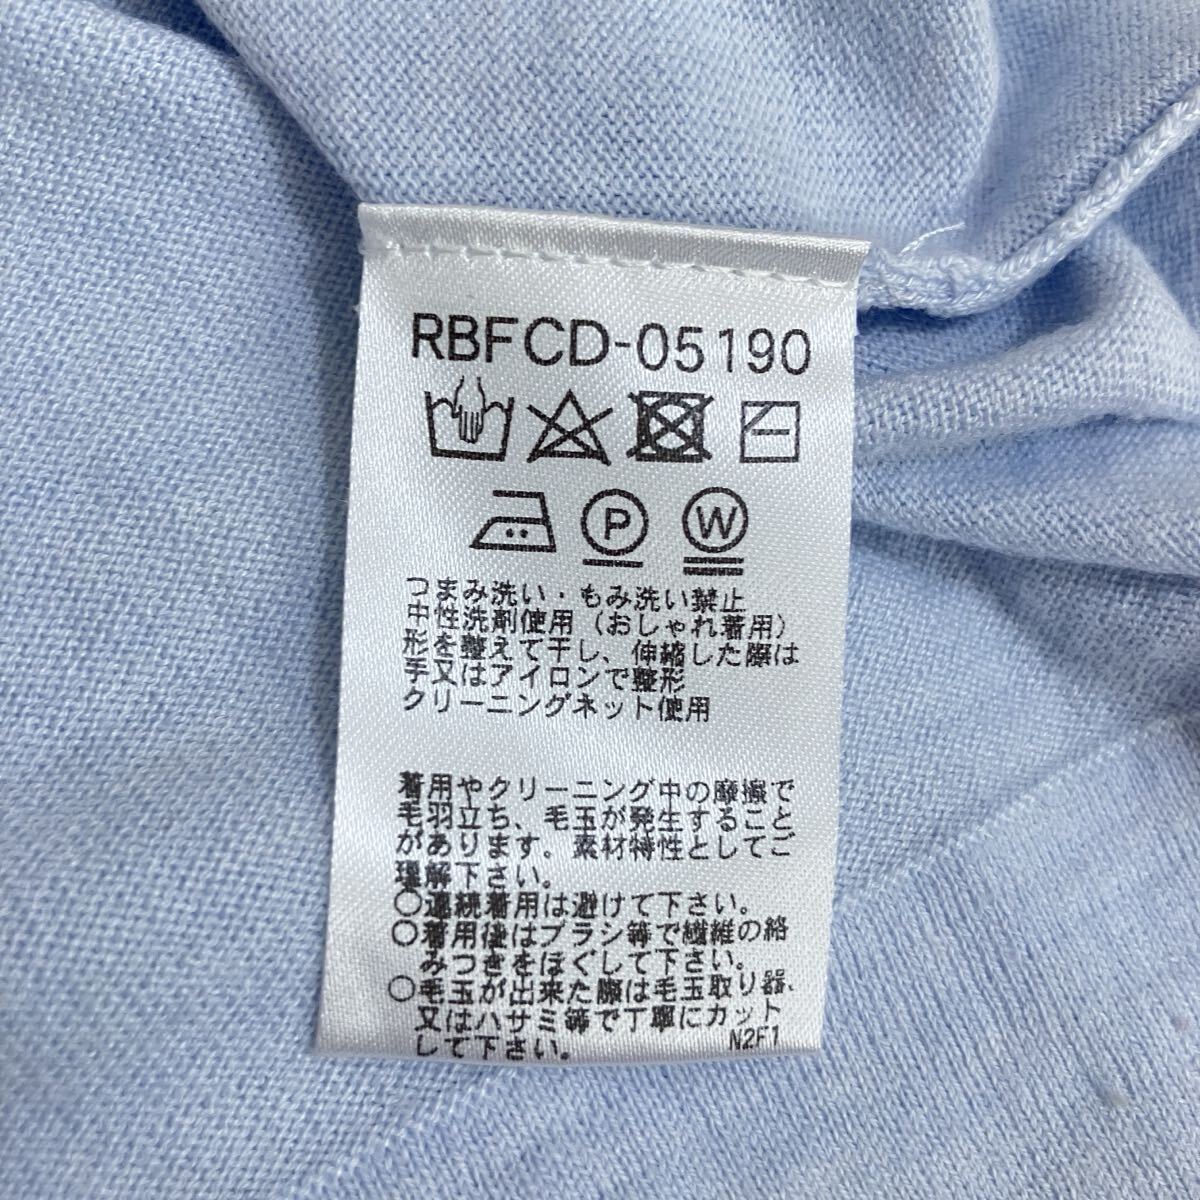 RBFCD-05190
P W
つまみ洗い・もみ洗い禁止
中性洗剤使用（おしゃれ着用）
形を整えて干し、伸縮した際は
手又はアイロンで整形
クリーニングネット使用
着用やクリーニング中の摩擦で
毛羽立ち、毛玉が発生すること
があります。素材特性としてご
理解下さい。
○連続着用は避けて下さい。
○着用後はブラシ等で繊維の絡
みつきをほぐして下さい。
○毛玉が出来た際は毛玉取り器、
又はハサミ等で丁寧にカット
して下さい。
N2F1